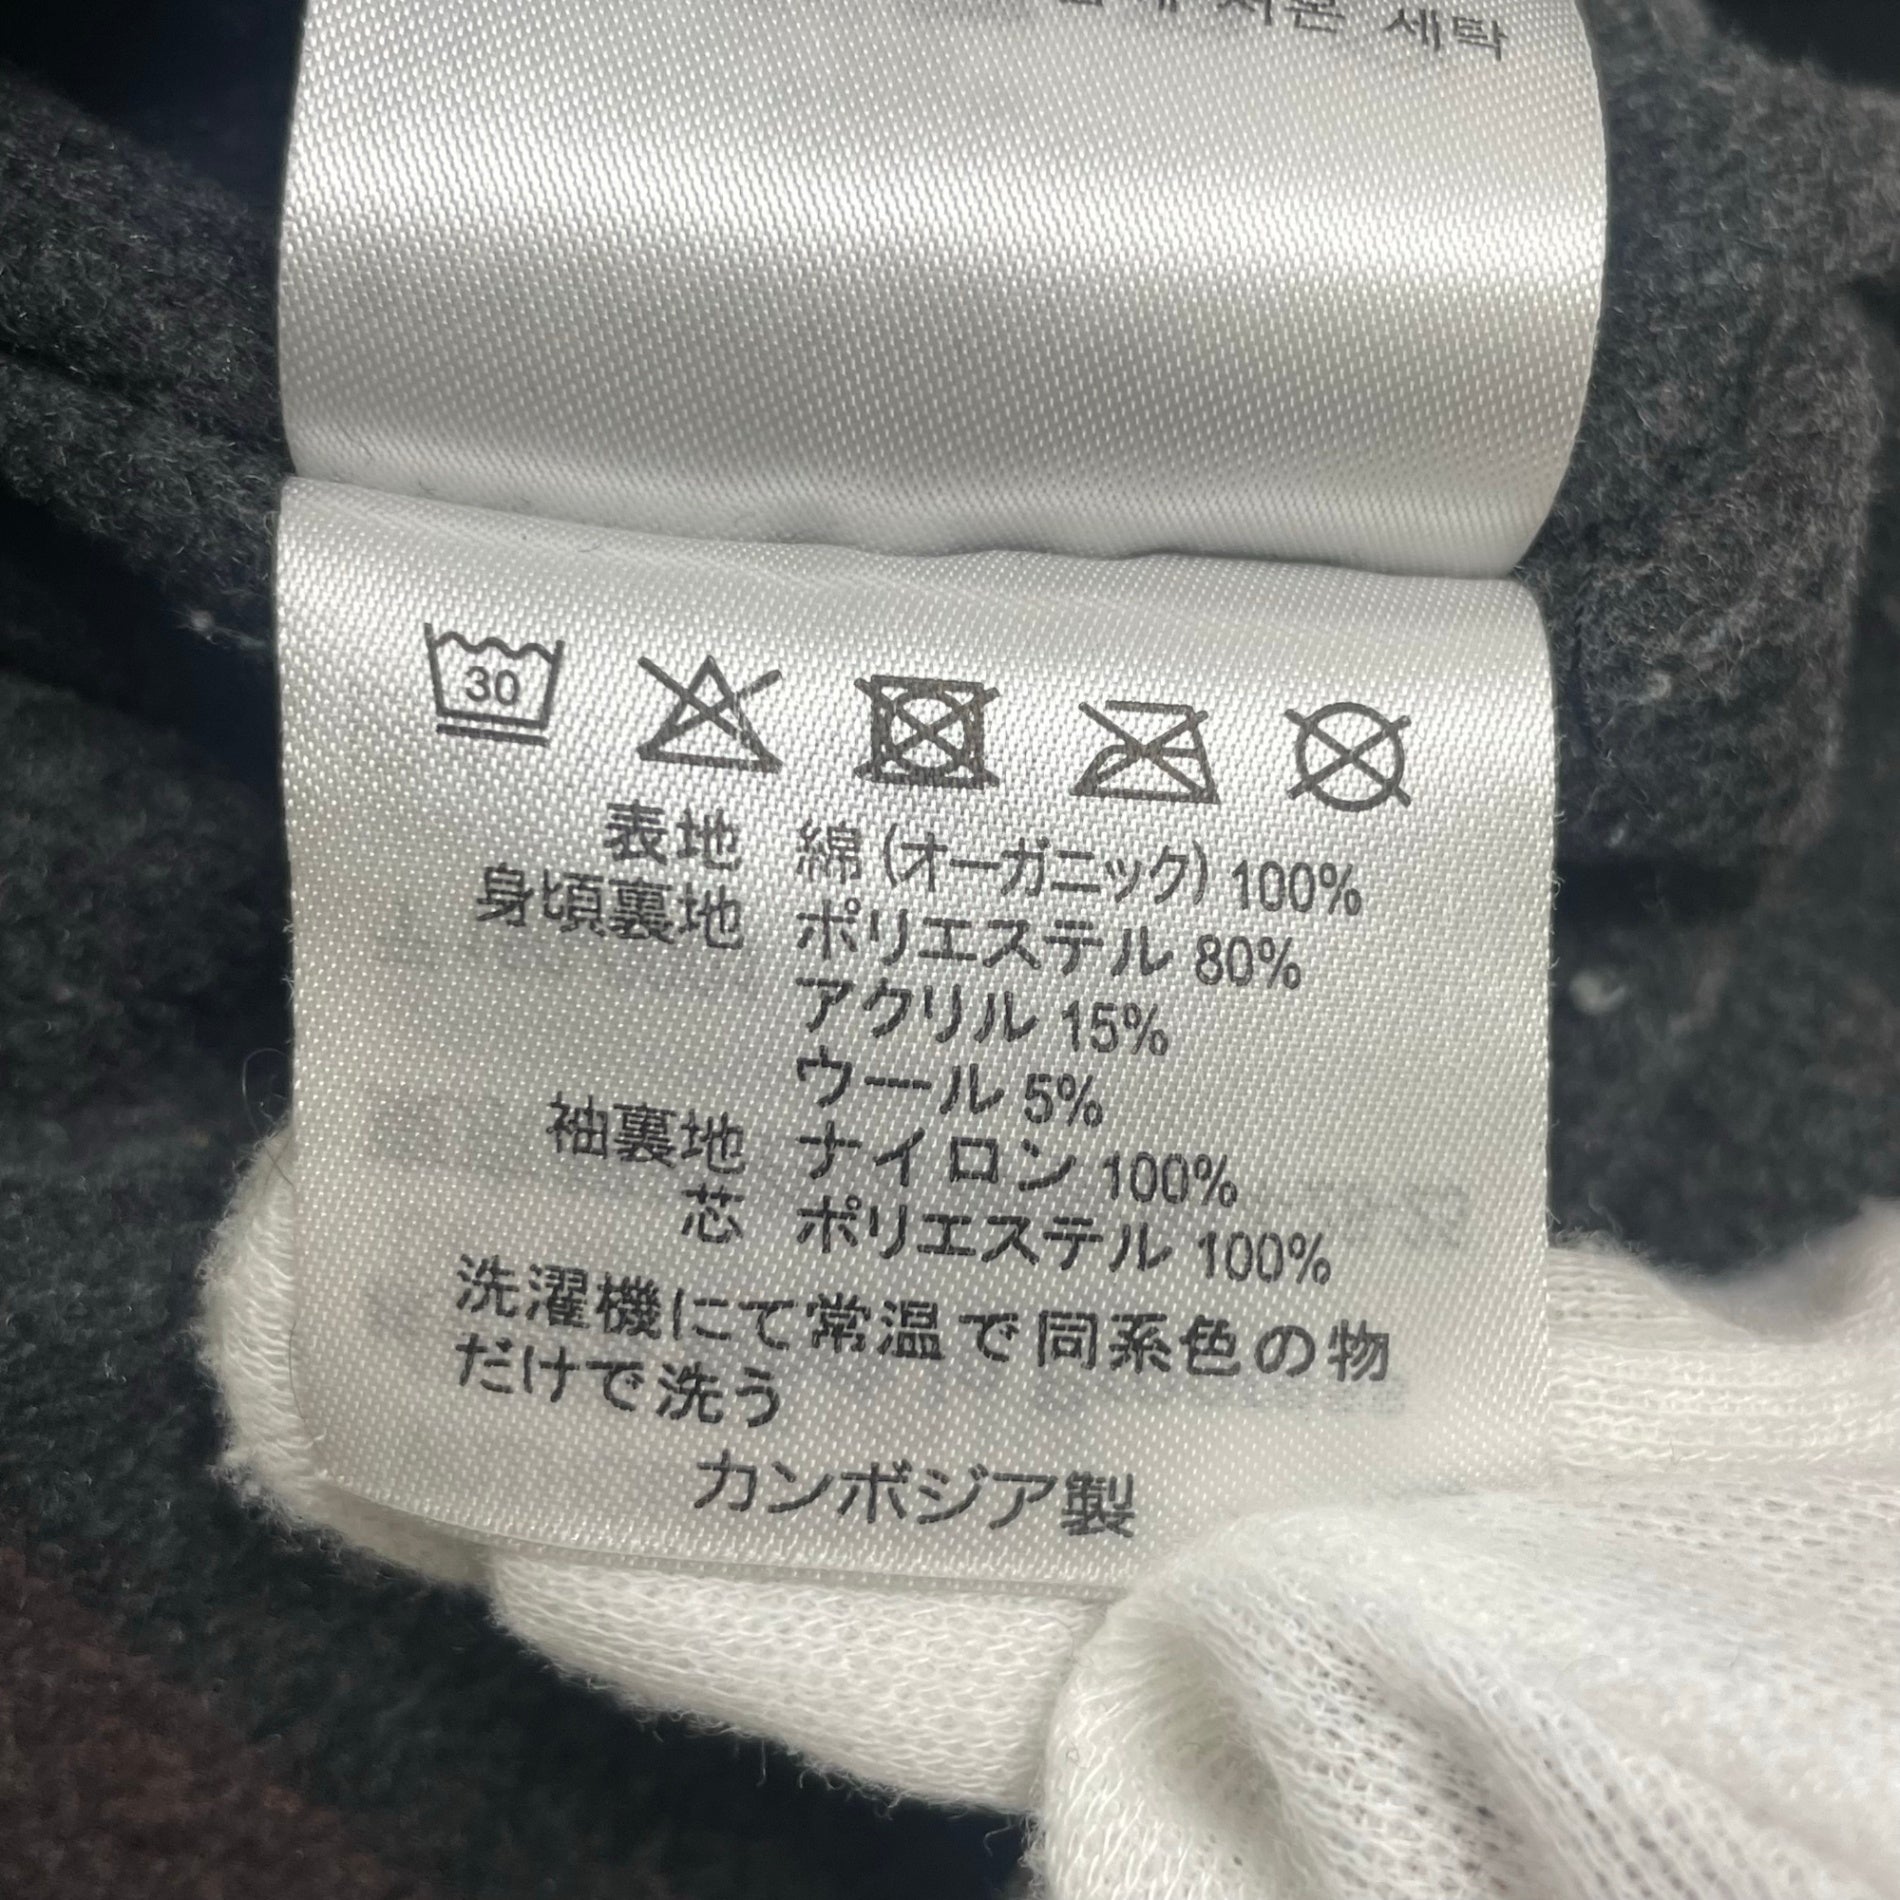 세탁
30
表地 綿(オーガニック)100%
身頃裏地 ポリエステル 80%
アクリル 15%
ウール 5%
袖裏地 ナイロン 100%
芯 ポリエステル 100%
洗濯機にて常温で同系色の物
だけで洗う
カンボジア製